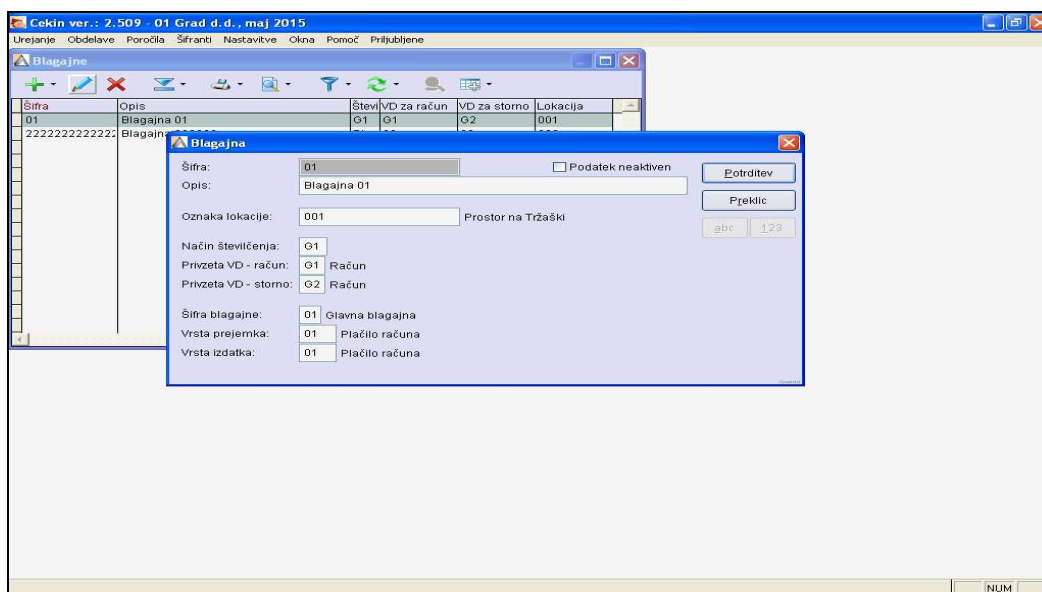 Cekin ver.: 2.509 - 01 Grad d.d., maj 2015
Urejanje Obdelave Poročila Šifranti Nastavitve Okna Pomoč Priljubljene
Blagajne
Šifra Opis Števi VD za račun VD za storno Lokacija
01 Blagajna 01 G1 G1 G2 001
Blagajna
Šifra: 01 Podatek neaktiven Potrditev
Opis: Blagajna 01
Preklic
Oznaka lokacije: 001 Prostor na Tržaški
abc 123
Način številčenja: G1
Privzeta VD - račun: G1 Račun
Privzeta VD - storno: G2 Račun
Šifra blagajne: 01 Glavna blagajna
Vrsta prejemka: 01 Plačilo računa
Vrsta izdatka: 01 Plačilo računa
NUM